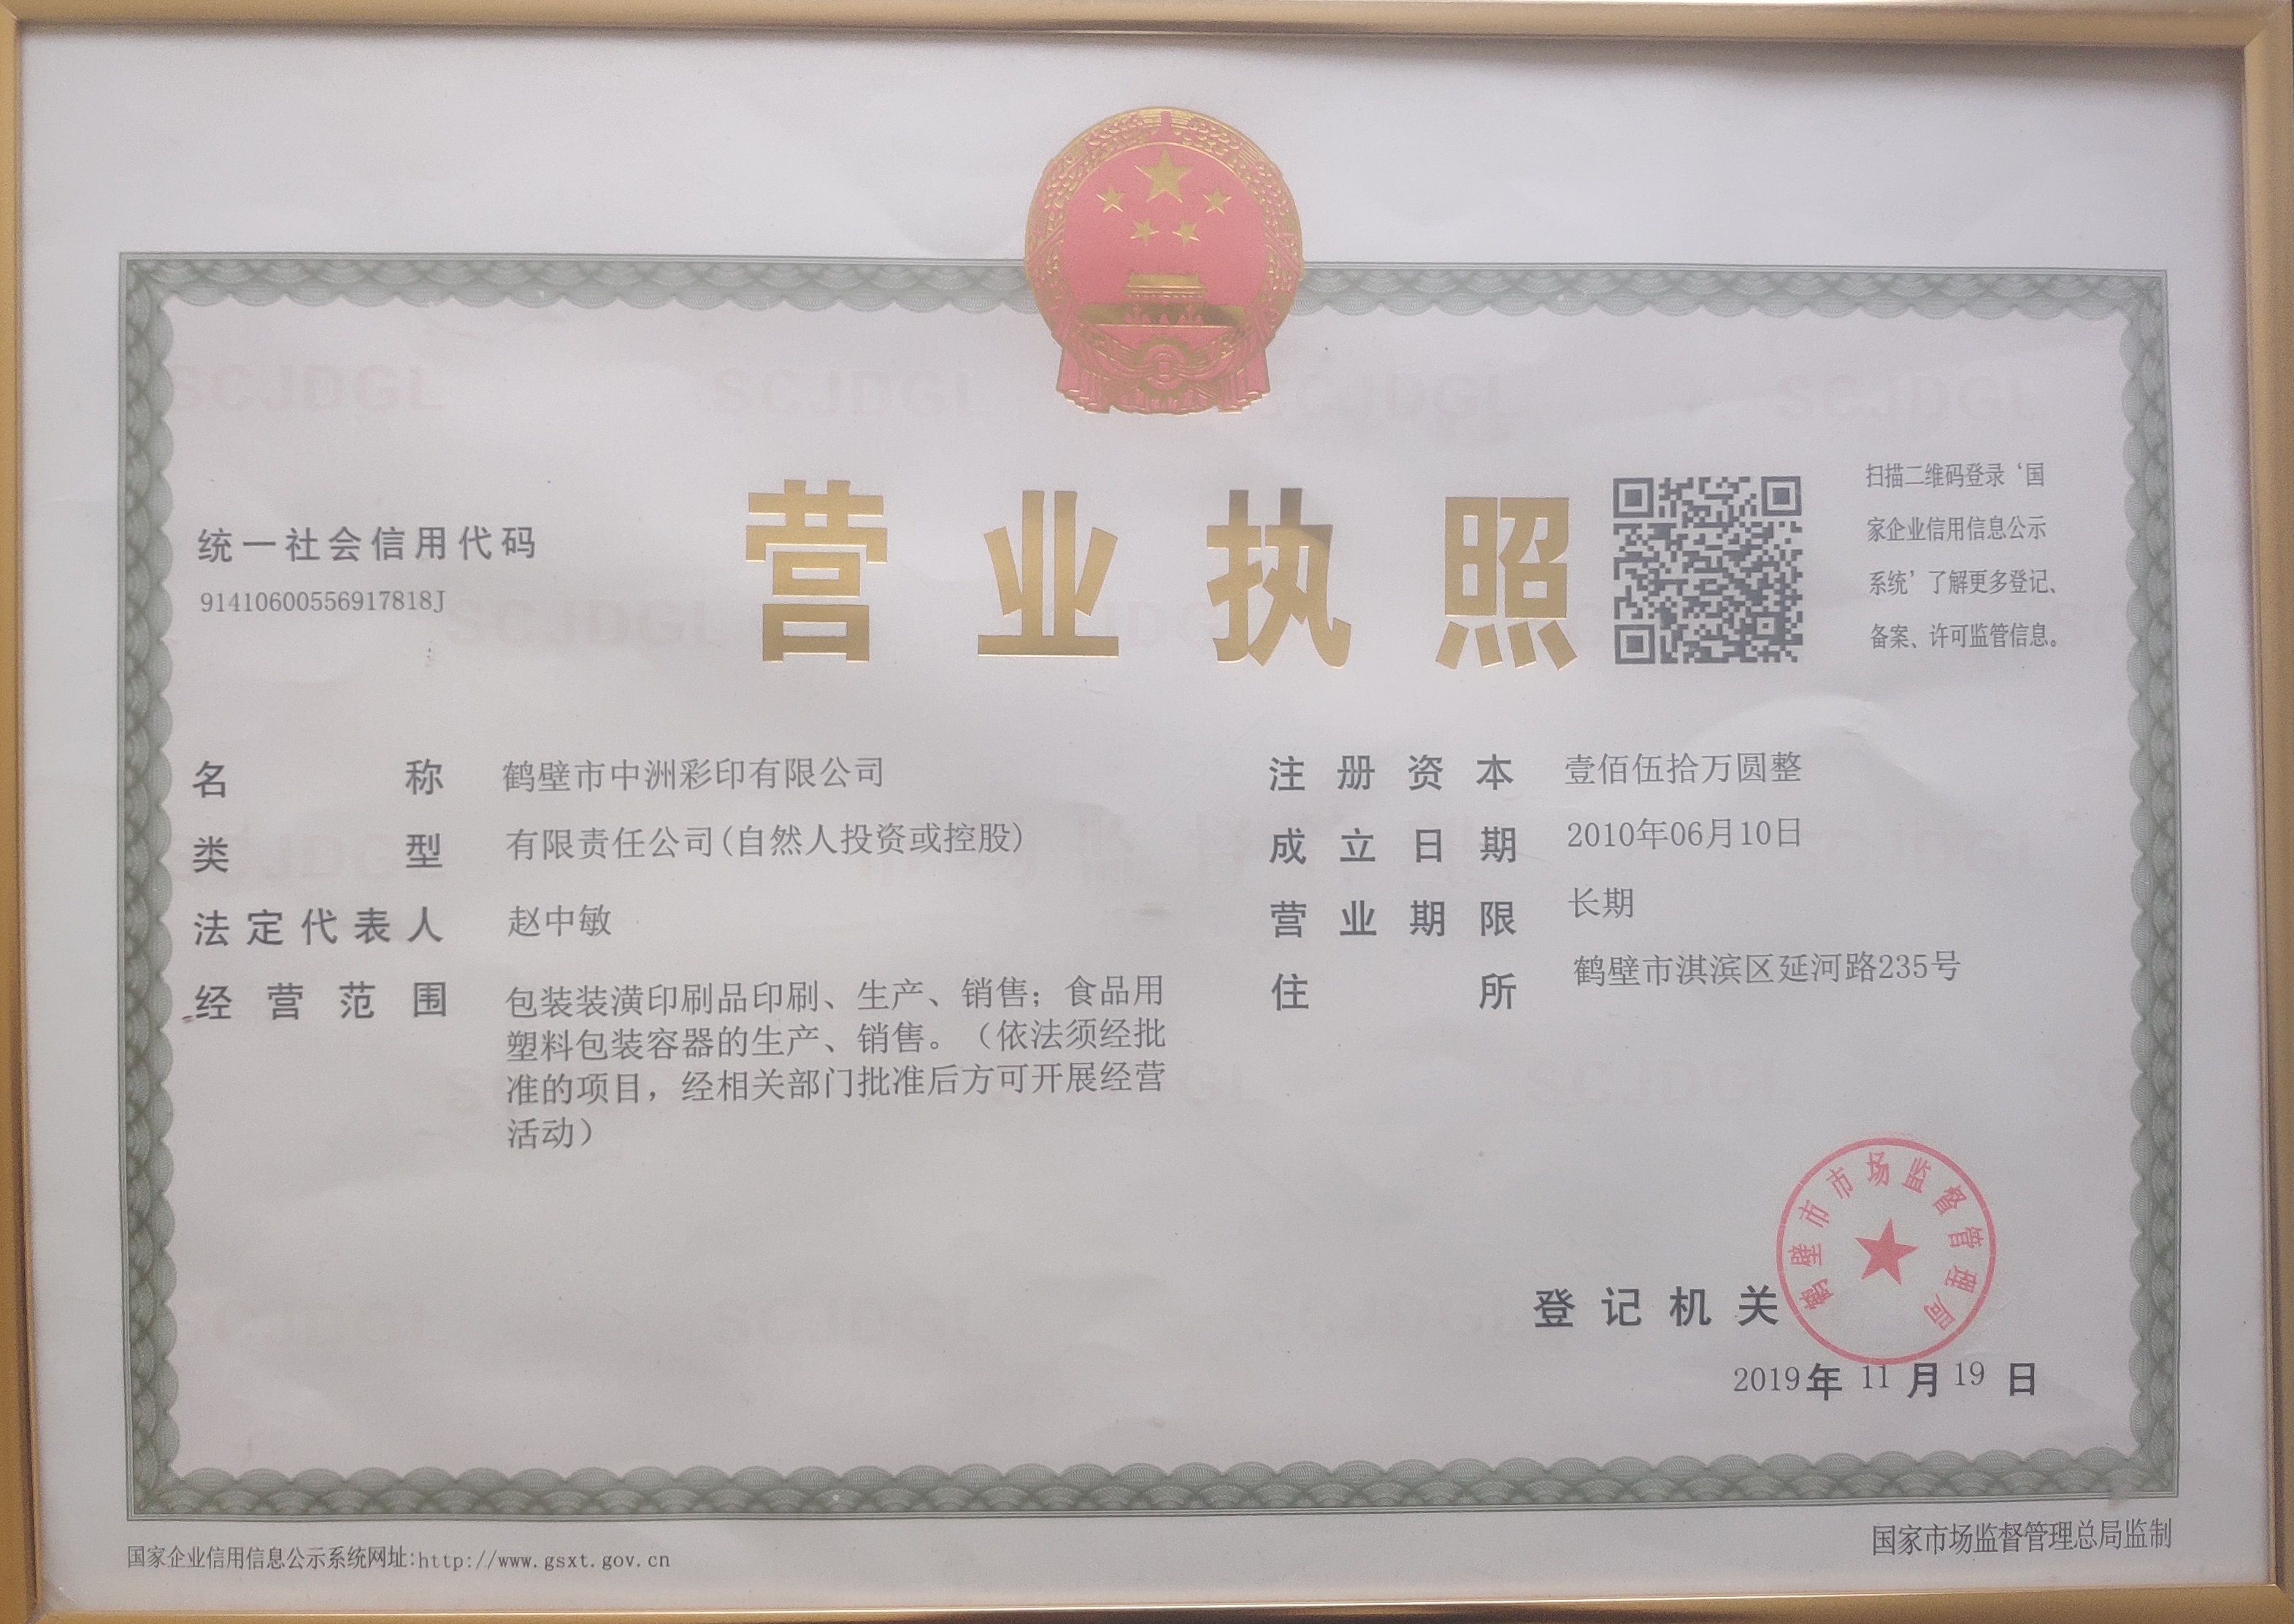 营业执照
统一社会信用代码
91410600556917818J
扫描二维码登录‘国
家企业信用信息公示
系统’了解更多登记、
备案、许可监管信息。
名称 鹤壁市中洲彩印有限公司
类型 有限责任公司(自然人投资或控股)
法定代表人 赵中敏
经营范围 包装装潢印刷品印刷、生产、销售；食品用
塑料包装容器的生产、销售。（依法须经批
准的项目，经相关部门批准后方可开展经营
活动）
注册资本 壹佰伍拾万圆整
成立日期 2010年06月10日
营业期限 长期
住所 鹤壁市淇滨区延河路235号
登记机关
鹤壁市市场监督管理局
2019年 11 月 19 日
国家企业信用信息公示系统网址:http://www.gsxt.gov.cn
国家市场监督管理总局监制
SCJDGL